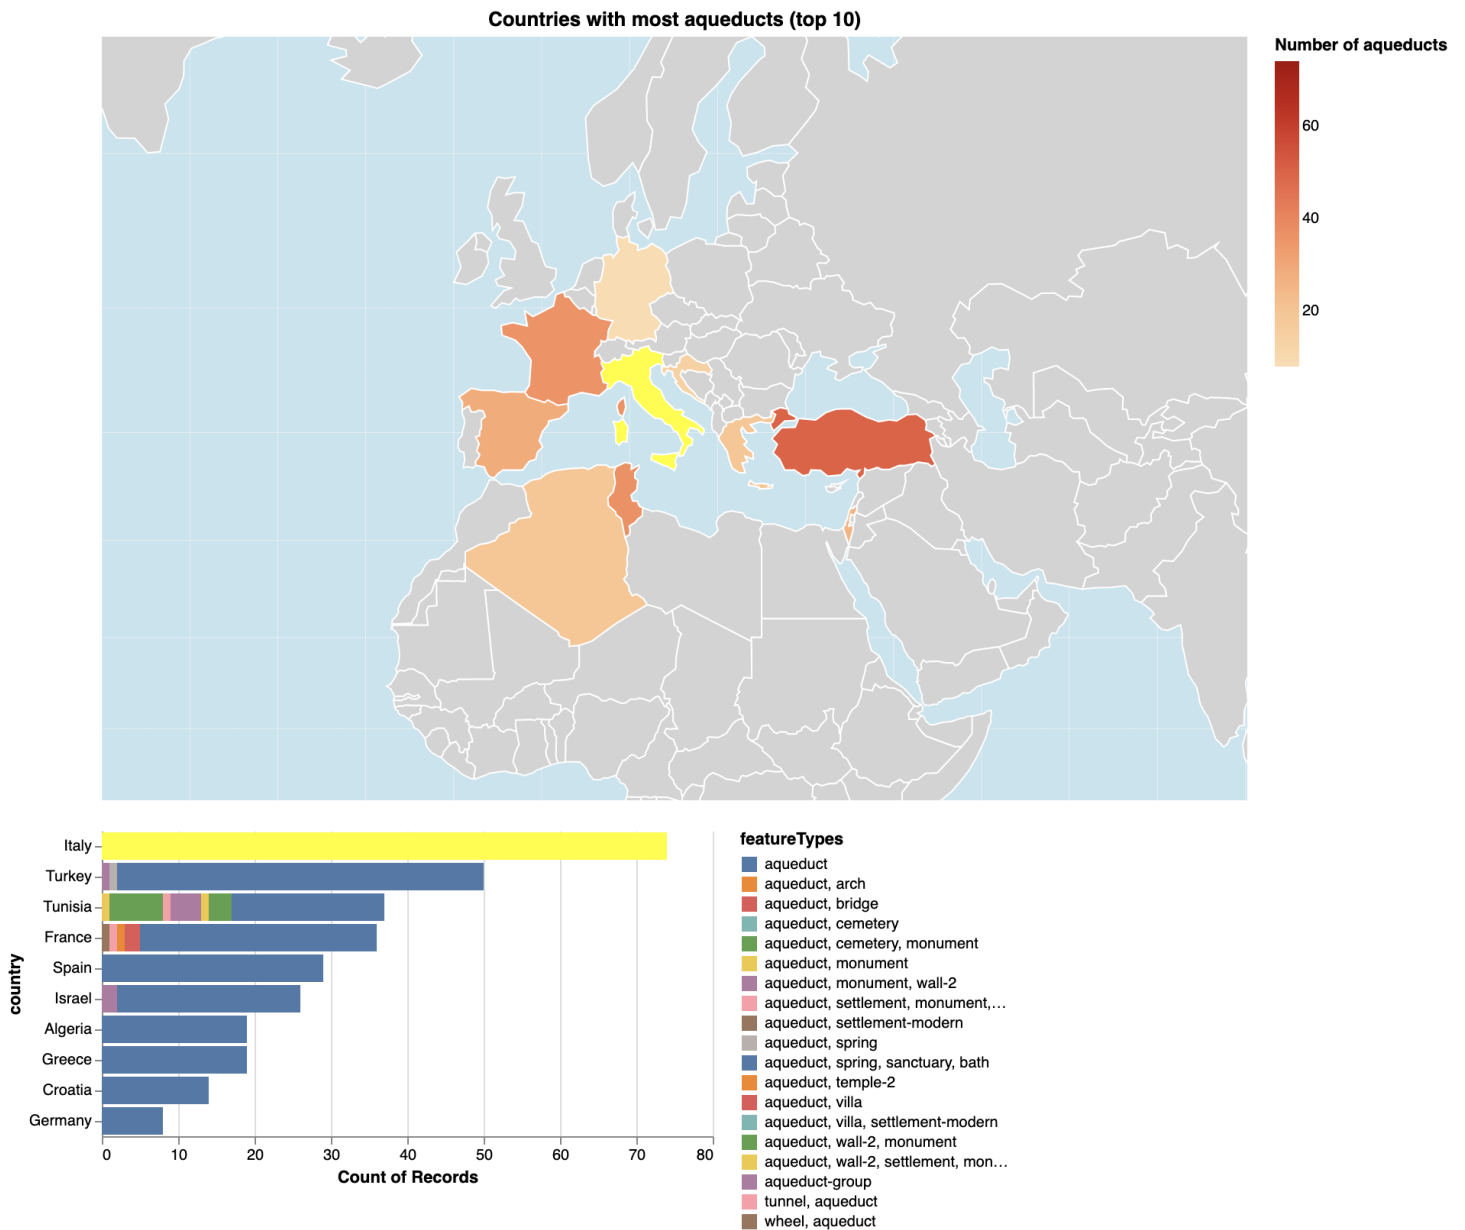 Countries with most aqueducts (top 10)
Number of aqueducts
60
40
20
Italy
Turkey
Tunisia
France
Spain
Israel
Algeria
Greece
Croatia
Germany
country
0 10 20 30 40 50 60 70 80
Count of Records
featureTypes
aqueduct
aqueduct, arch
aqueduct, bridge
aqueduct, cemetery
aqueduct, cemetery, monument
aqueduct, monument
aqueduct, monument, wall-2
aqueduct, settlement, monument,…
aqueduct, settlement-modern
aqueduct, spring
aqueduct, spring, sanctuary, bath
aqueduct, temple-2
aqueduct, villa
aqueduct, villa, settlement-modern
aqueduct, wall-2, monument
aqueduct, wall-2, settlement, mon…
aqueduct-group
tunnel, aqueduct
wheel, aqueduct